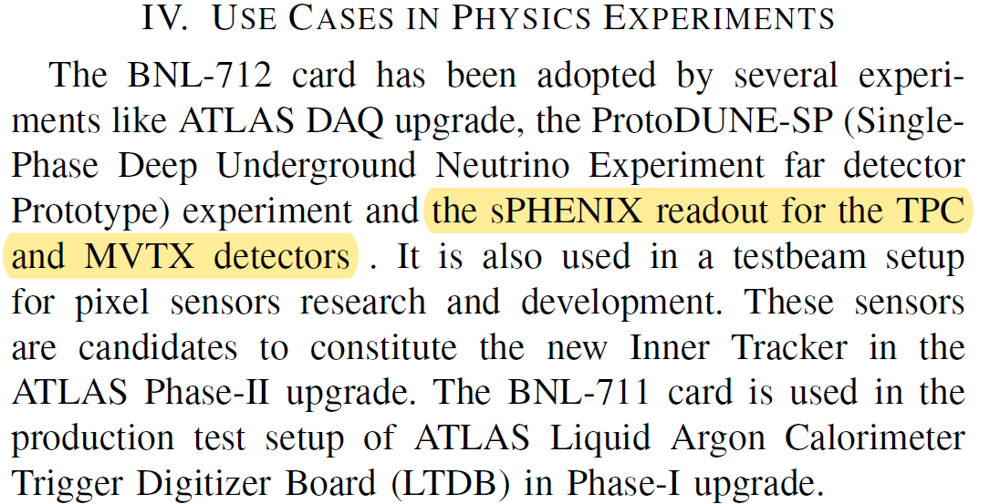 IV. USE CASES IN PHYSICS EXPERIMENTS
The BNL-712 card has been adopted by several experi-
ments like ATLAS DAQ upgrade, the ProtoDUNE-SP (Single-
Phase Deep Underground Neutrino Experiment far detector
Prototype) experiment and the sPHENIX readout for the TPC
and MVTX detectors . It is also used in a testbeam setup
for pixel sensors research and development. These sensors
are candidates to constitute the new Inner Tracker in the
ATLAS Phase-II upgrade. The BNL-711 card is used in the
production test setup of ATLAS Liquid Argon Calorimeter
Trigger Digitizer Board (LTDB) in Phase-I upgrade.